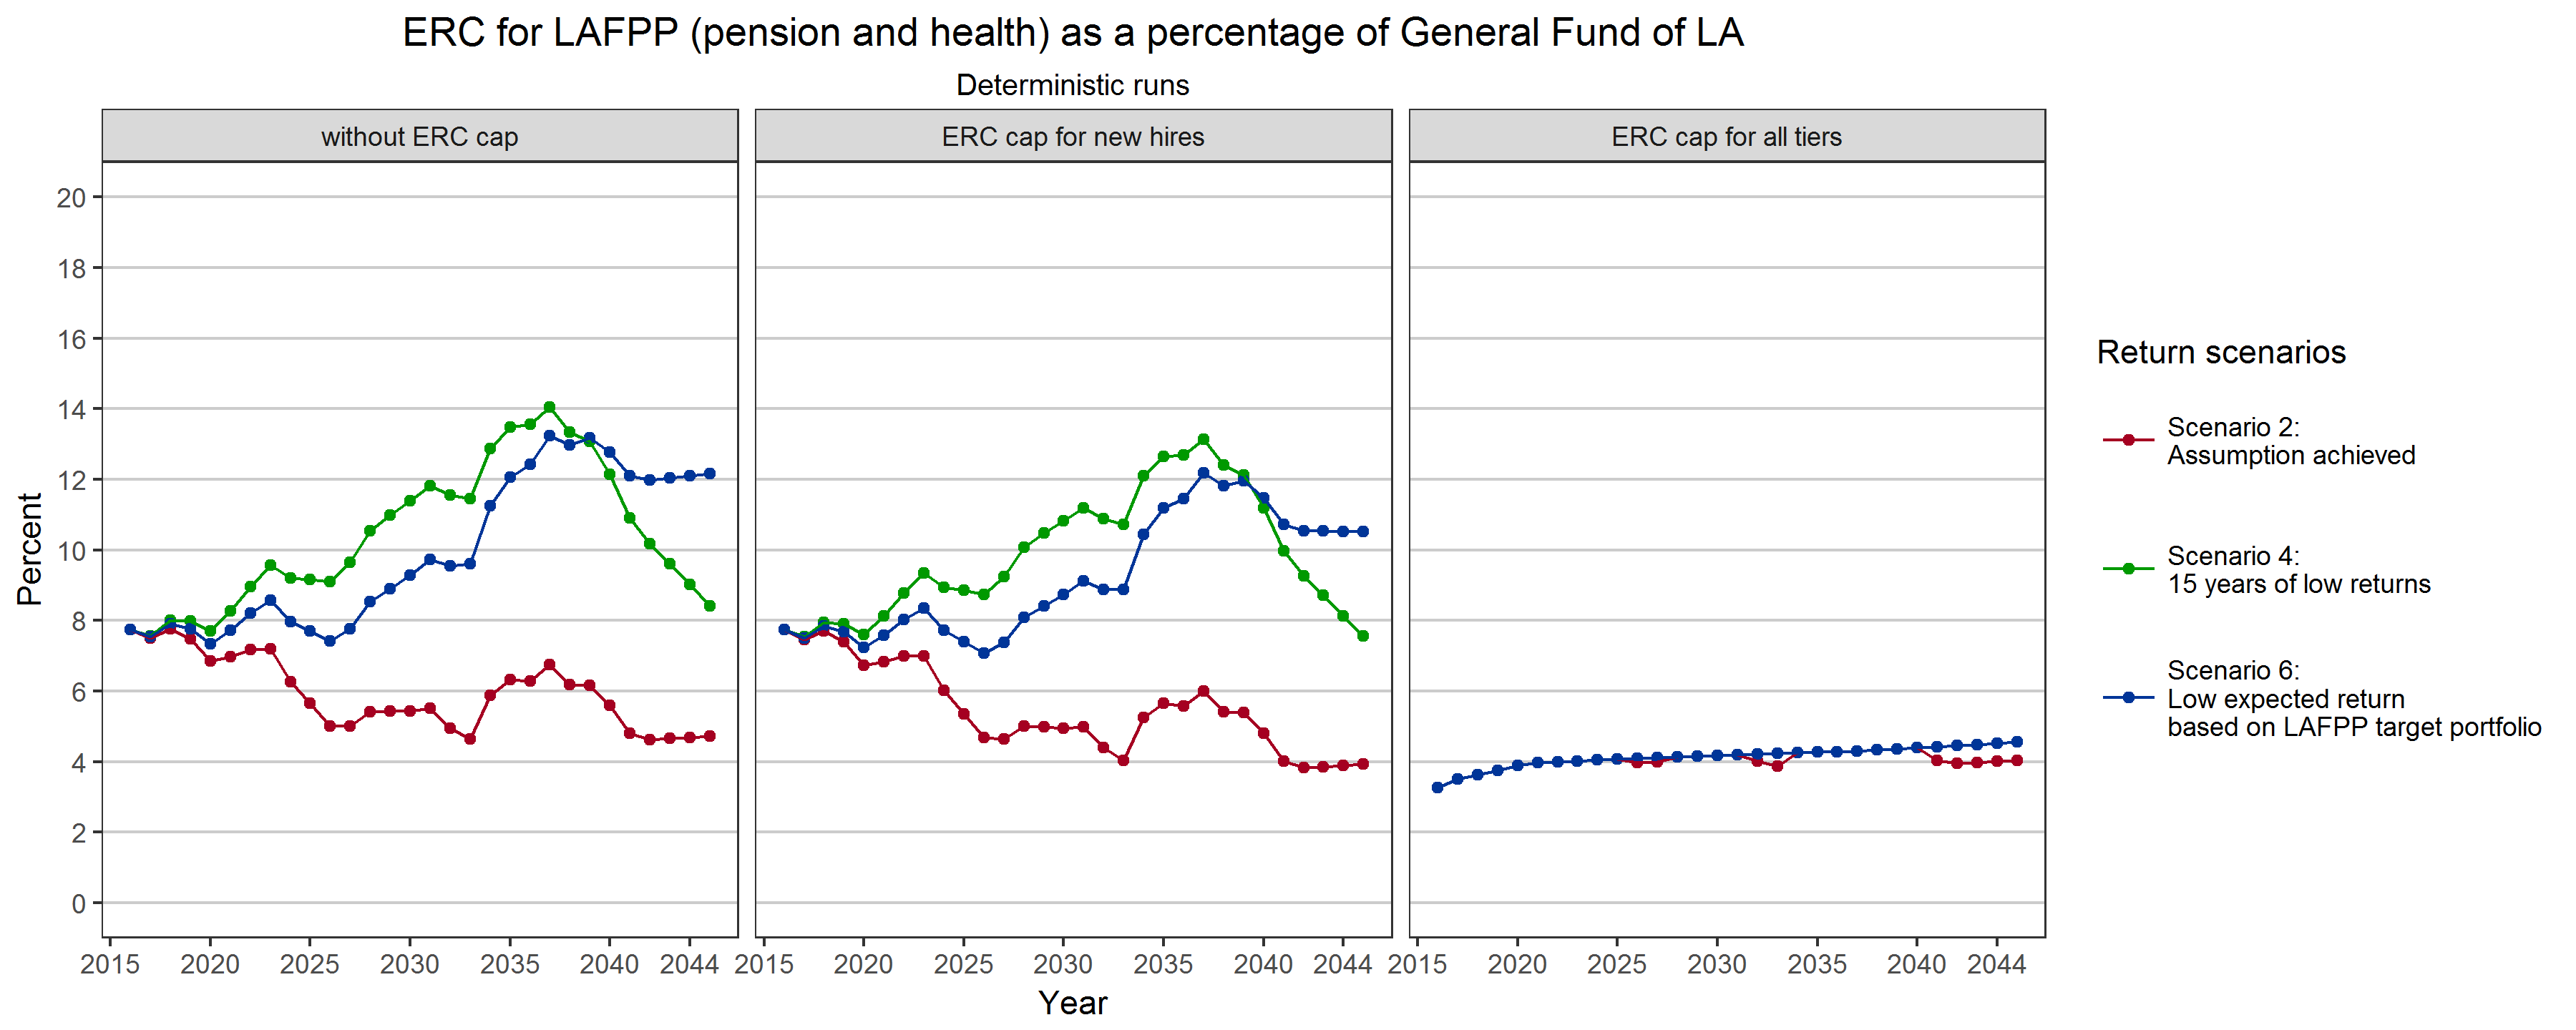 ERC for LAFPP (pension and health) as a percentage of General Fund of LA
Deterministic runs
without ERC cap
ERC cap for new hires
ERC cap for all tiers
Percent
20
18
16
14
12
10
8
6
4
2
0
2015 2020 2025 2030 2035 2040 2044
2015 2020 2025 2030 2035 2040 2044
2015 2020 2025 2030 2035 2040 2044
Year
Return scenarios
Scenario 2:
Assumption achieved
Scenario 4:
15 years of low returns
Scenario 6:
Low expected return
based on LAFPP target portfolio